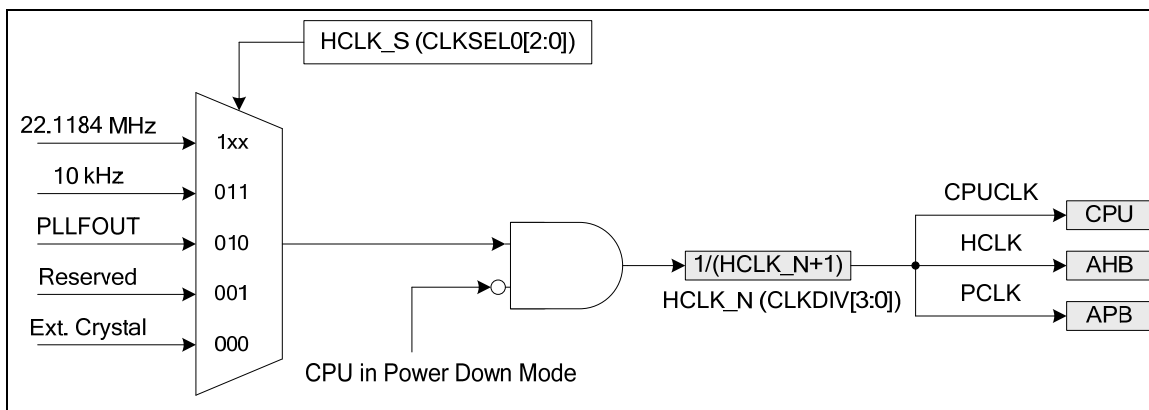 HCLK_S (CLKSEL0[2:0])
22.1184 MHz
1xx
10 kHz
011
PLLFOUT
010
Reserved
001
Ext. Crystal
000
CPU in Power Down Mode
1/(HCLK_N+1)
HCLK_N (CLKDIV[3:0])
CPUCLK
CPU
HCLK
AHB
PCLK
APB